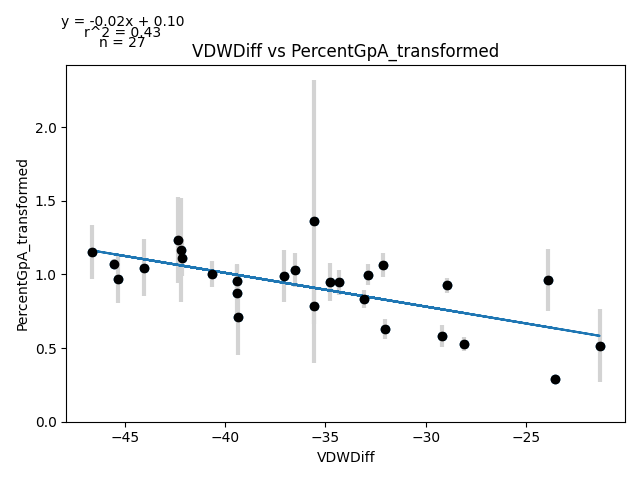 y = -0.02x + 0.10
r^2 = 0.43
n = 27
VDWDiff vs PercentGpA_transformed
PercentGpA_transformed
2.0
1.5
1.0
0.5
0.0
−45
−40
−35
−30
−25
VDWDiff